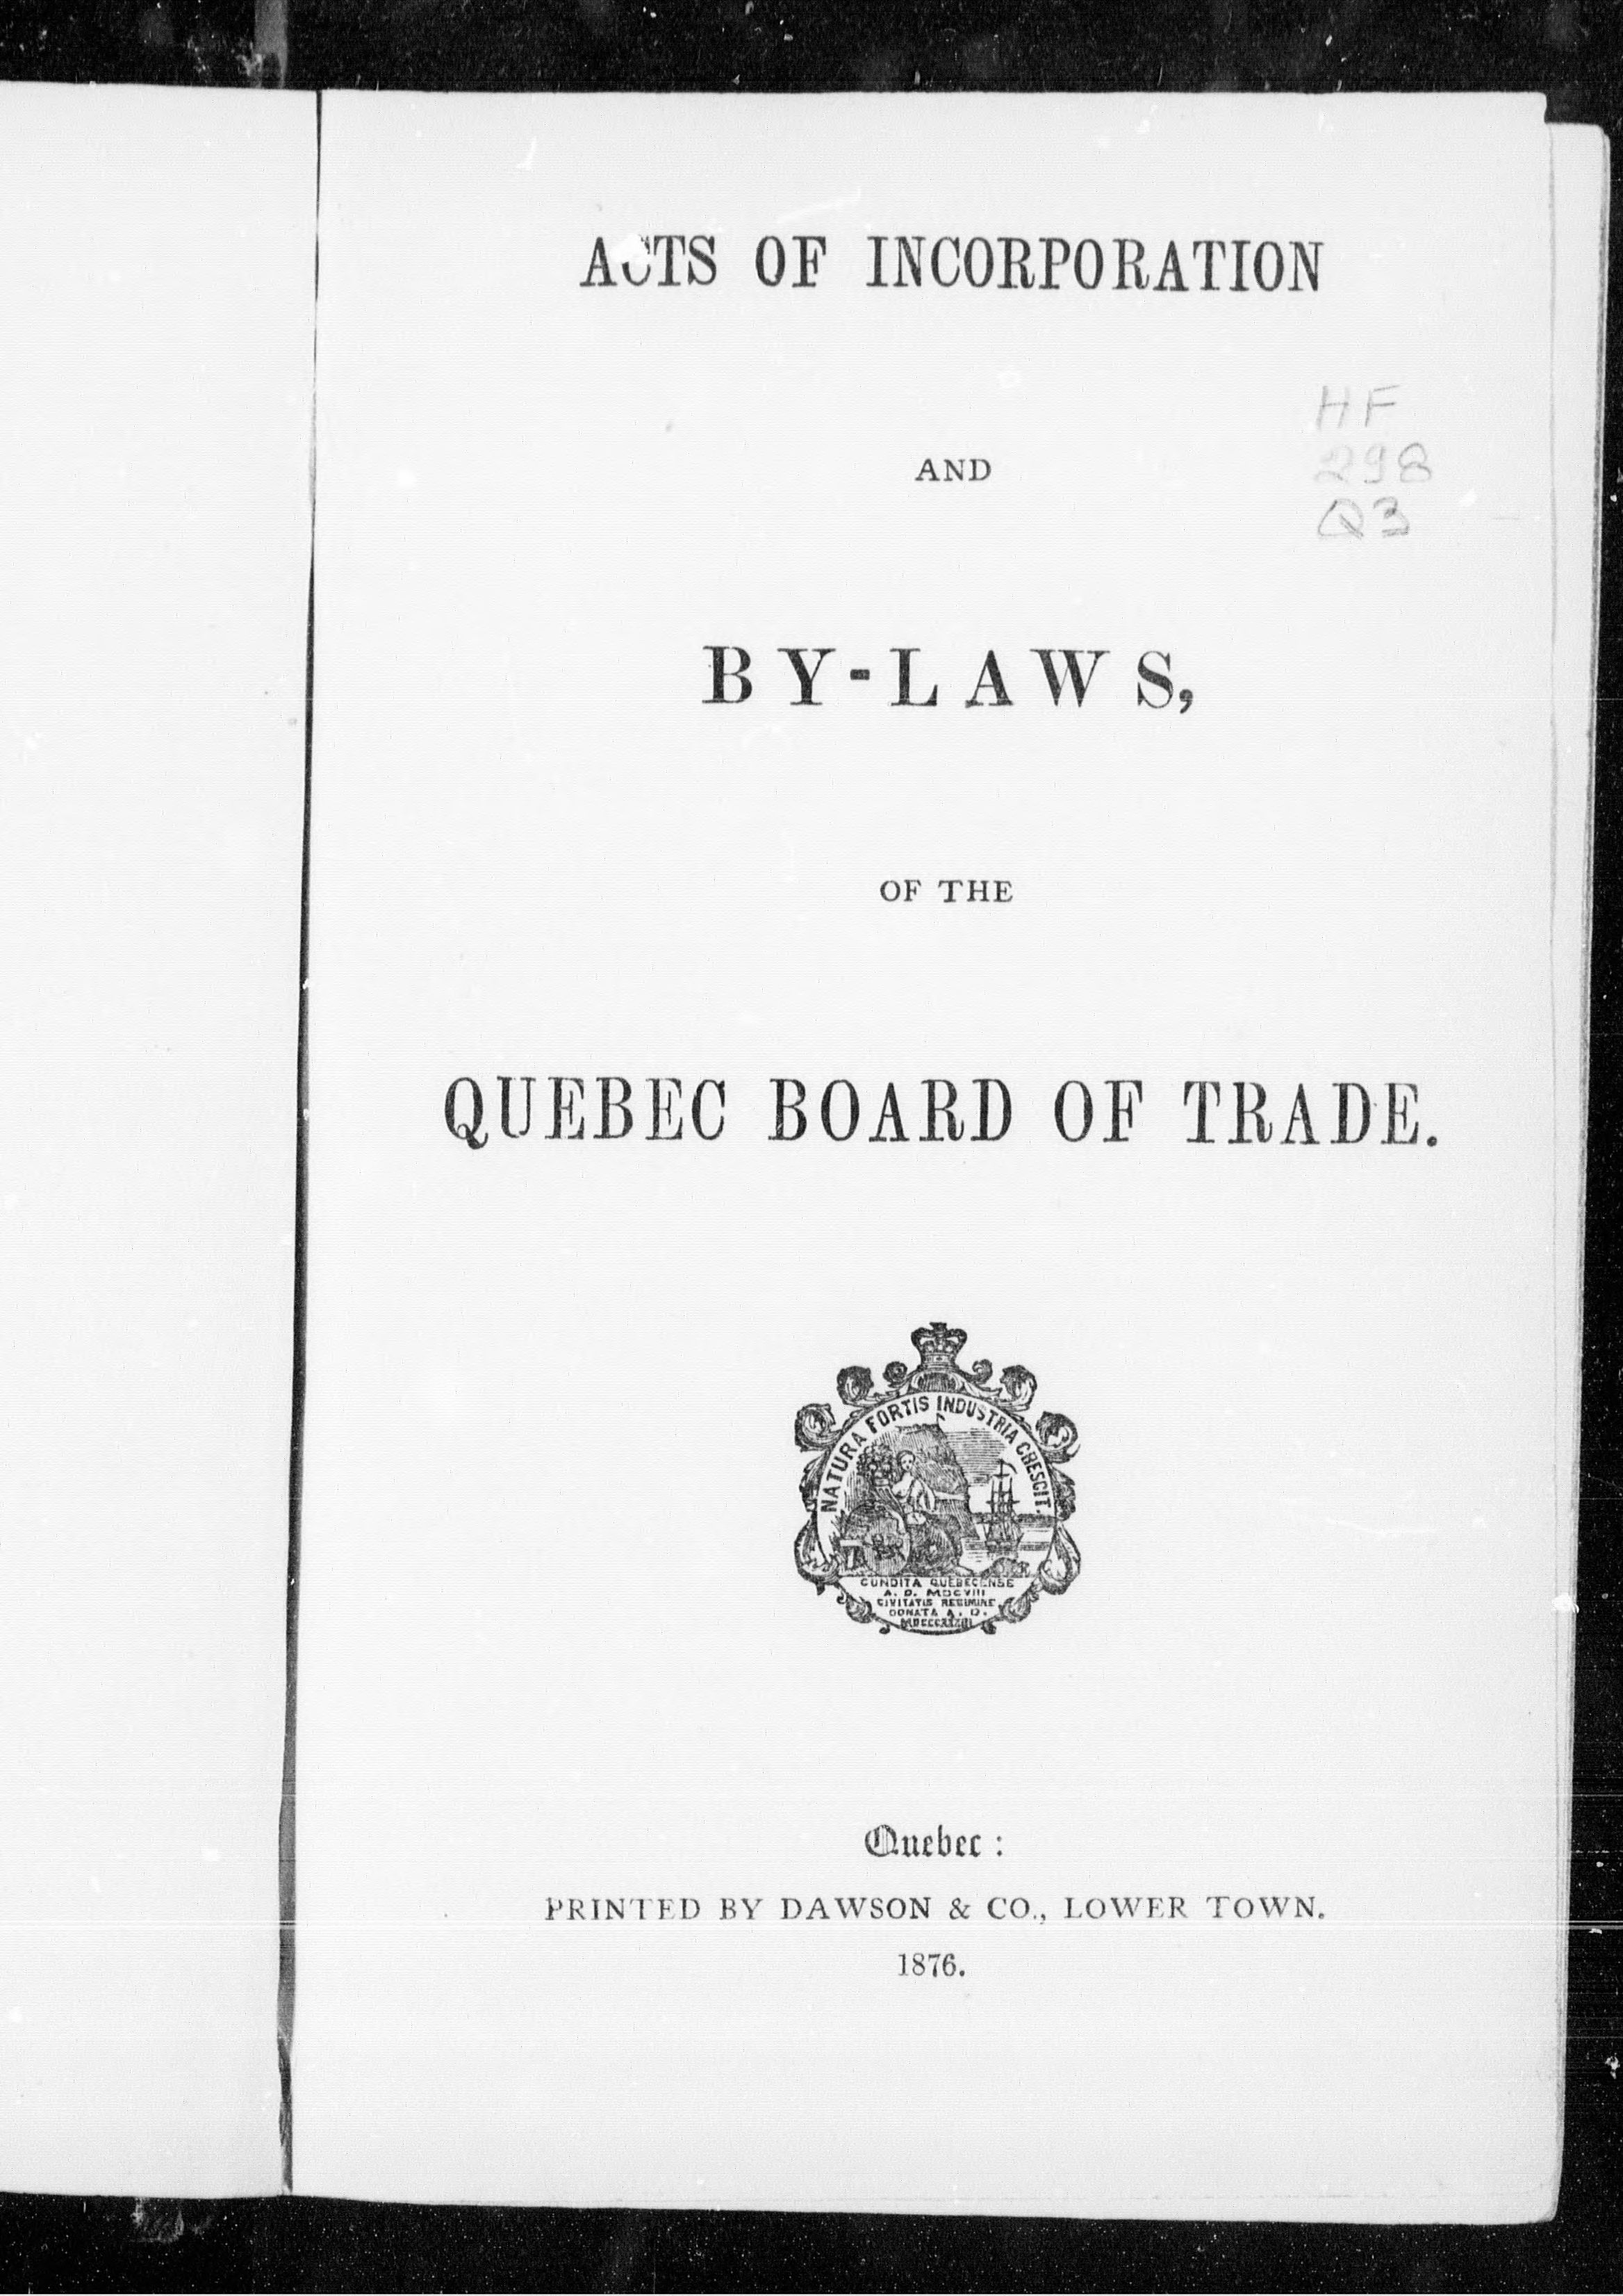 ACTS OF INCORPORATION
AND
HF
298
Q3
BY-LAWS,
OF THE
QUEBEC BOARD OF TRADE.
NATURA FORTIS INDUSTRIA CRESCIT.
CONDITA QUEBECENSE
A. D. MDCVIII
CIVITATIS REGIMINE
DONATA A. D.
Quebec :
PRINTED BY DAWSON & CO., LOWER TOWN.
1876.